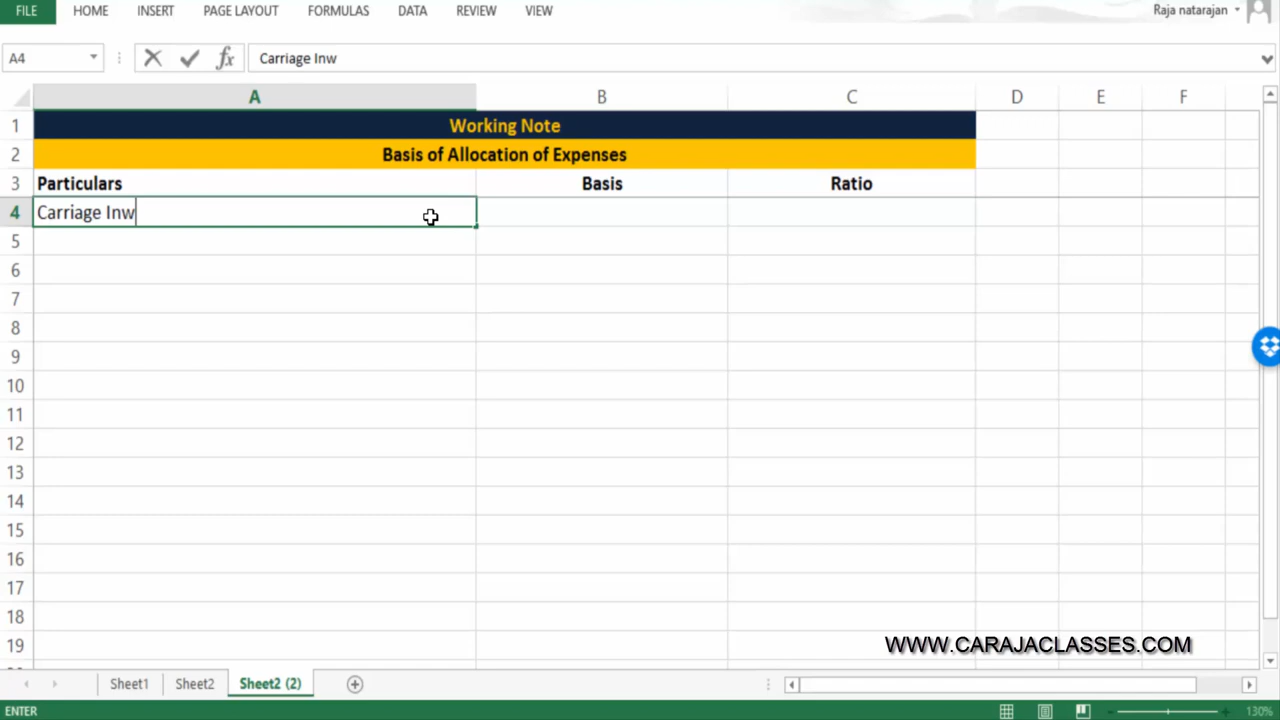 FILE HOME INSERT PAGE LAYOUT FORMULAS DATA REVIEW VIEW Raja natarajan
A4 fx Carriage Inw
A B C D E F
1 Working Note
2 Basis of Allocation of Expenses
3 Particulars Basis Ratio
4 Carriage Inw
5
6
7
8
9
10
11
12
13
14
15
16
17
18
19
WWW.CARAJACLASSES.COM
Sheet1 Sheet2 Sheet2 (2)
ENTER 130%